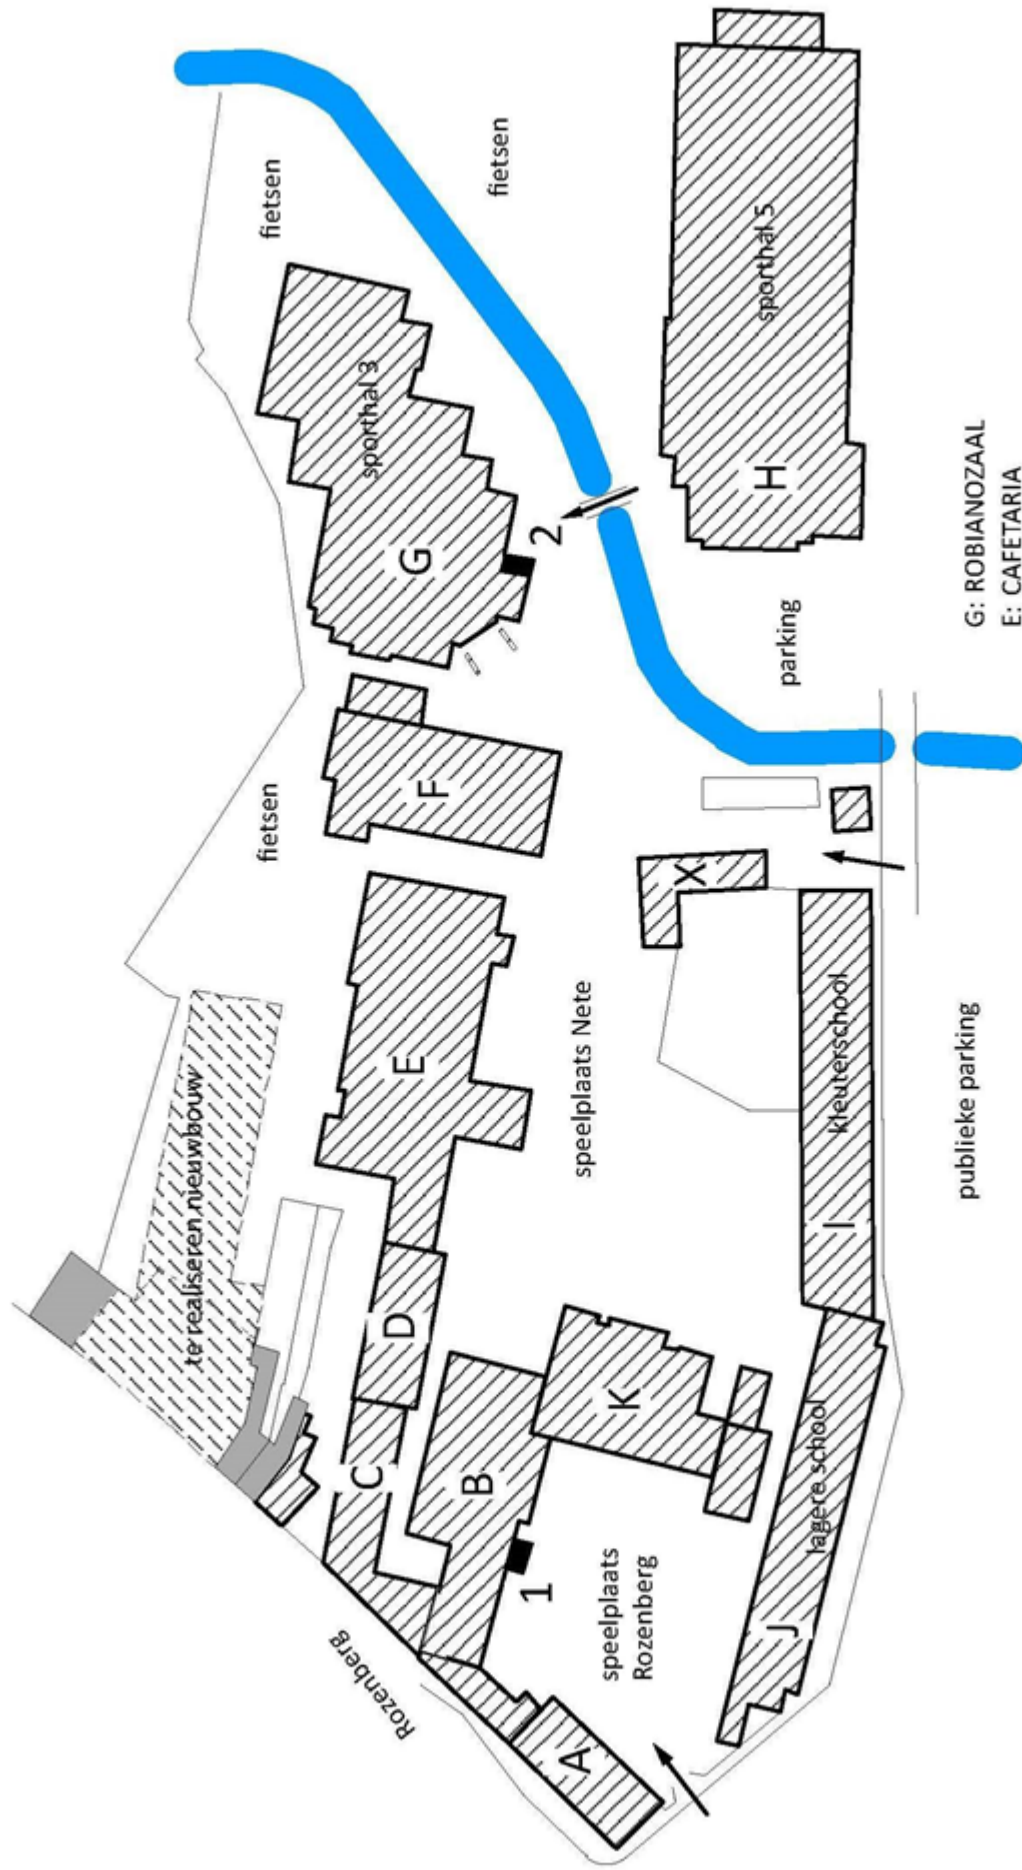 Rozenberg
te realiseren nieuwbouw
fietsen
fietsen
fietsen
A
B
C
D
E
F
G
sporthal 3
1
2
K
speelplaats
Rozenberg
speelplaats Nete
X
J
lagere school
I
kleuterschool
parking
H
sporthal 5
publieke parking
G: ROBIANOZAAL
E: CAFETARIA